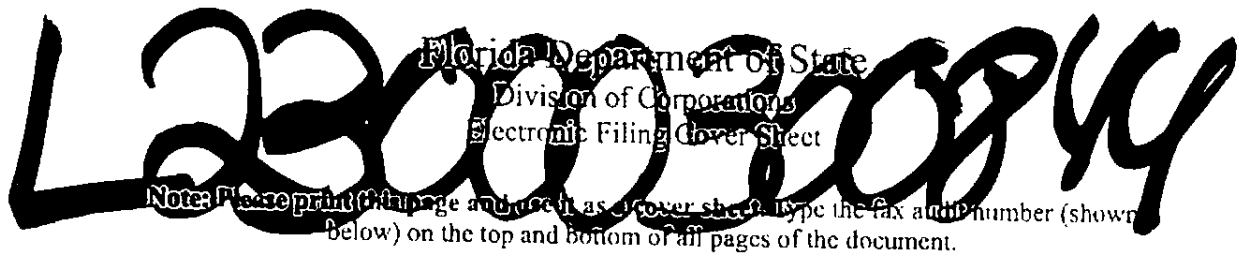 L23000300844
Florida Department of State
Division of Corporations
Electronic Filing Cover Sheet
Note: Please print this page and use it as a cover sheet. Type the fax audit number (shown
below) on the top and bottom of all pages of the document.